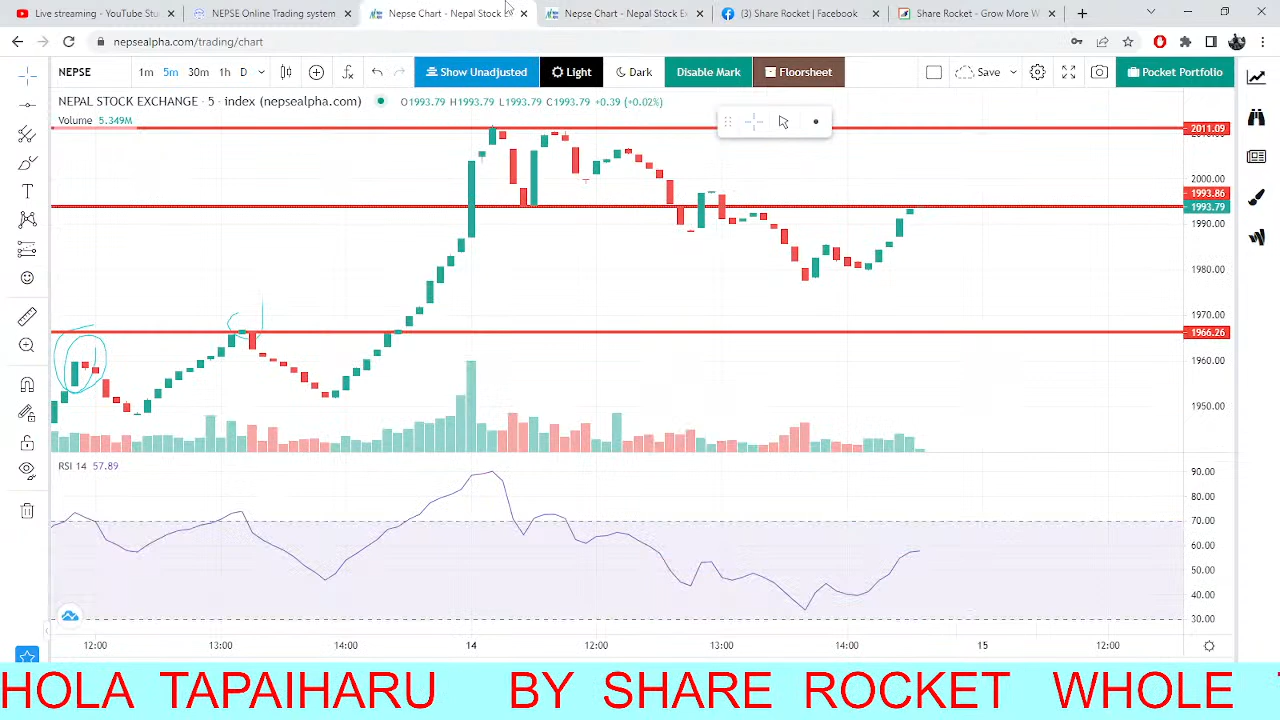 Live streaming - YouTube Stu
NEPSE Online Trading system
Nepse Chart - Nepal Stock
Nepse Chart - Nepal Stock Ex
(3) Share Rocket | Facebook
Share Rocket - Grow More W
nepsealpha.com/trading/chart
NEPSE 1m 5m 30m 1h D Show Unadjusted Light Dark Disable Mark Floorsheet Save Pocket Portfolio
NEPAL STOCK EXCHANGE · 5 · index (nepsealpha.com) O1993.79 H1993.79 L1993.79 C1993.79 +0.39 (+0.02%)
Volume 5.349M
2011.09
2000.00
1993.86
1993.79
1990.00
1980.00
1970.00
1966.26
1960.00
1950.00
RSI 14 57.89
90.00
80.00
70.00
60.00
50.00
40.00
30.00
12:00 13:00 14:00 14 12:00 13:00 14:00 15 12:00
HOLA TAPAIHARU BY SHARE ROCKET WHOLE